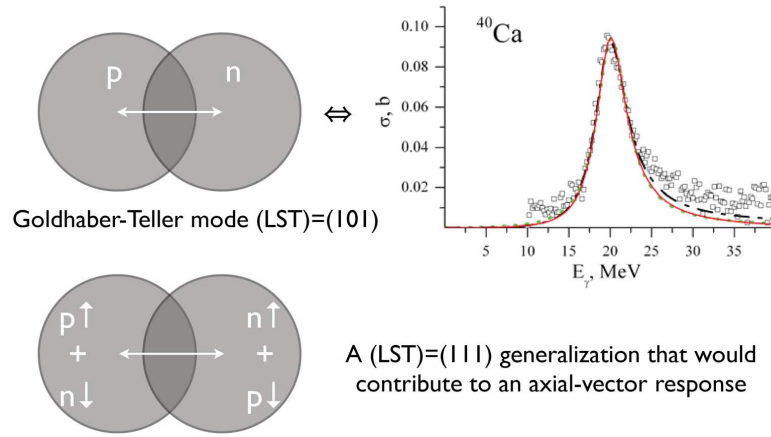 p n
⇔
Goldhaber-Teller mode (LST)=(101)
⁴⁰Ca
σ, b
0.10
0.08
0.06
0.04
0.02
5 10 15 20 25 30 35
Eᵧ, MeV
p↑ n↑
+ +
n↓ p↓
A (LST)=(111) generalization that would
contribute to an axial-vector response